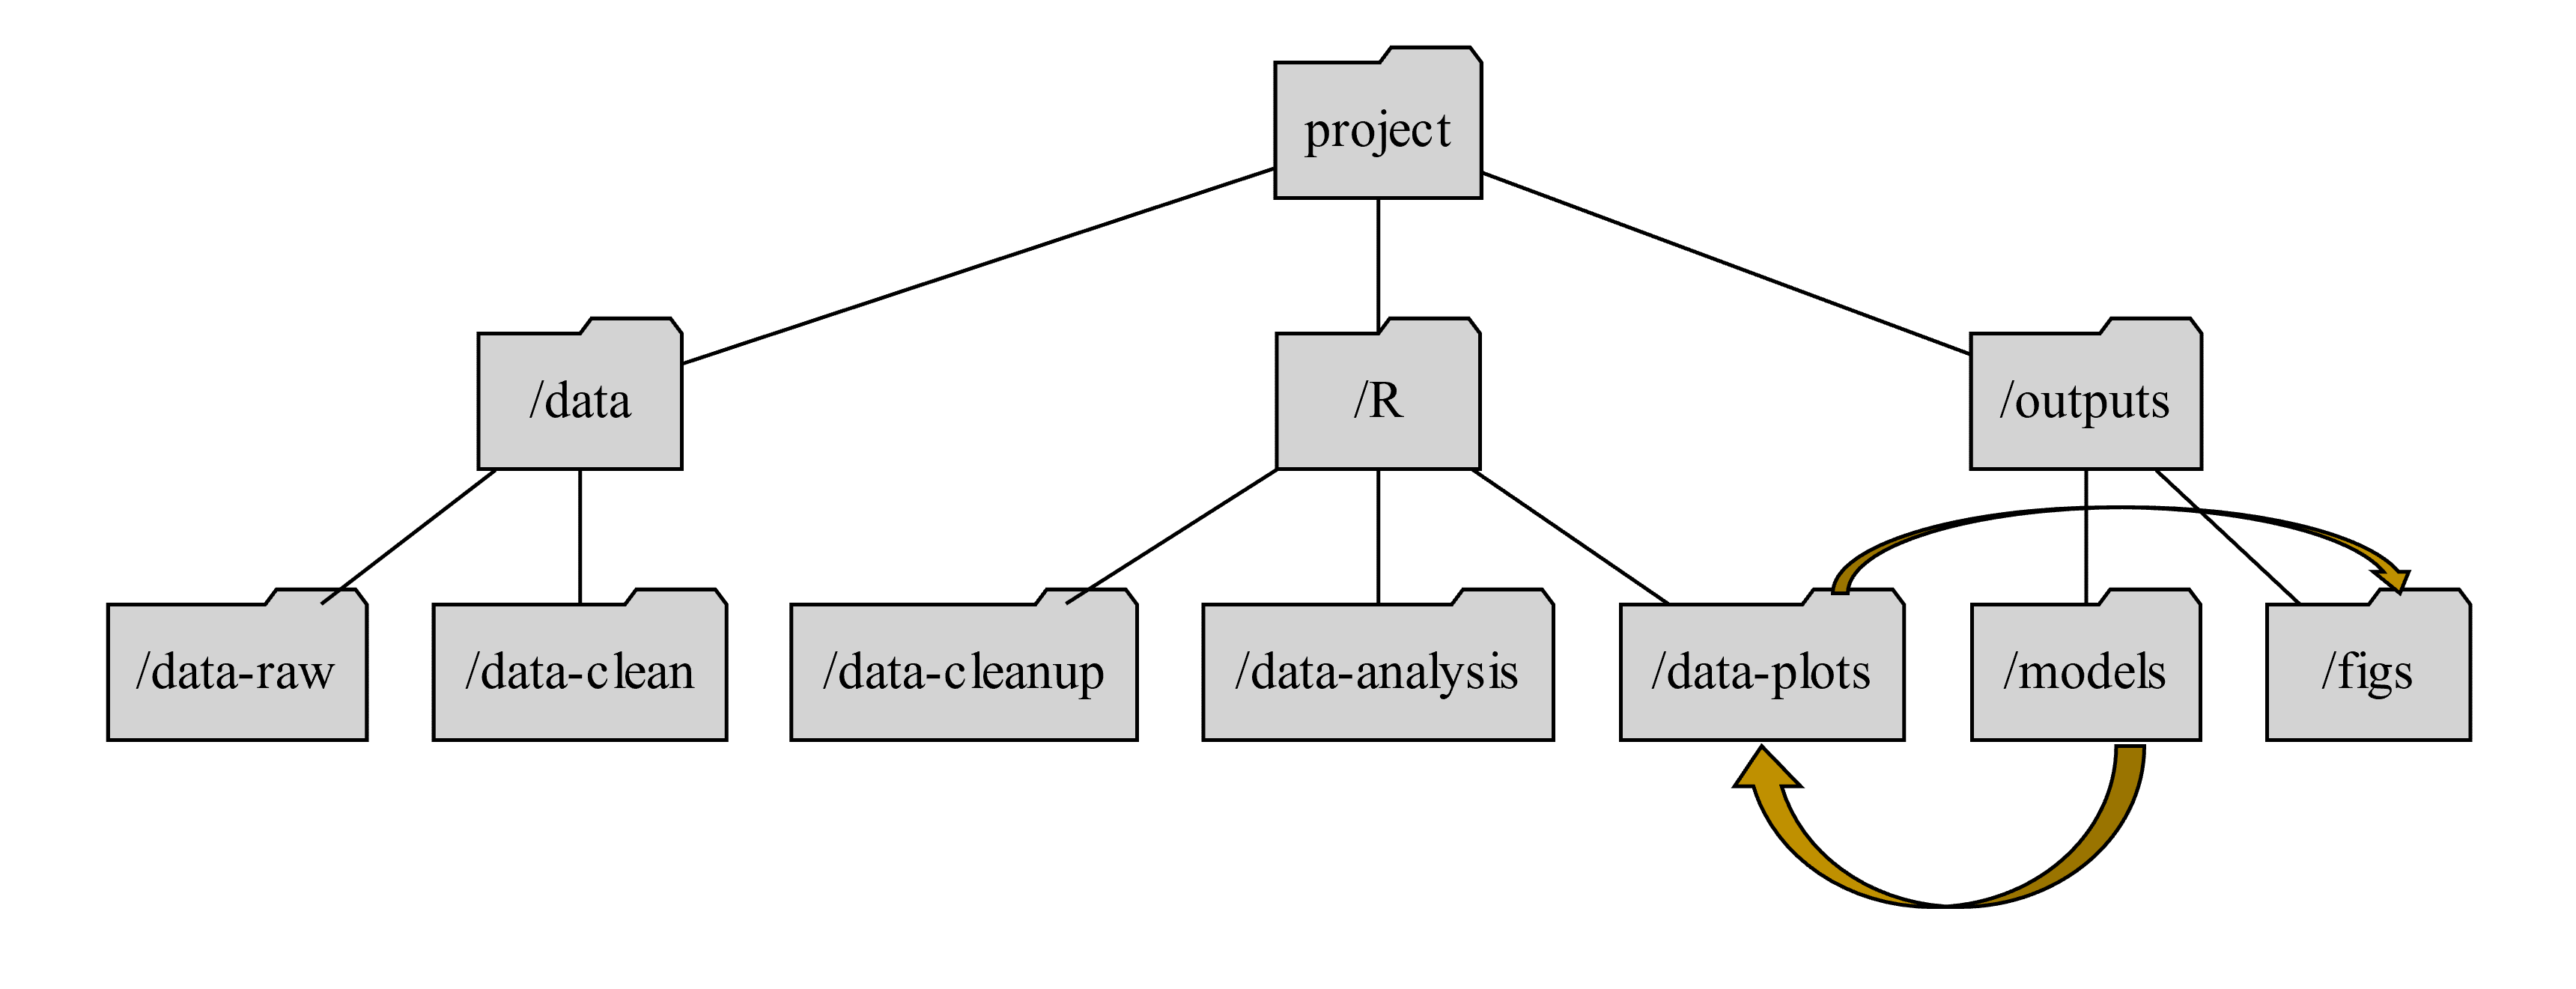 project
/data
/R
/outputs
/data-raw
/data-clean
/data-cleanup
/data-analysis
/data-plots
/models
/figs